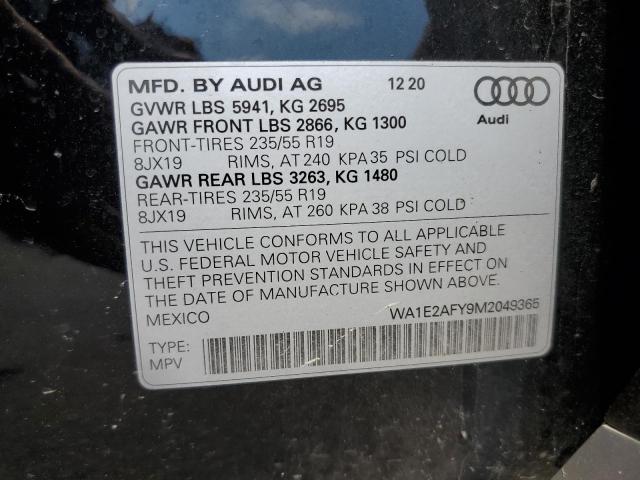 MFD. BY AUDI AG 12 20
GVWR LBS 5941, KG 2695
GAWR FRONT LBS 2866, KG 1300
Audi
FRONT-TIRES 235/55 R19
8JX19 RIMS, AT 240 KPA 35 PSI COLD
GAWR REAR LBS 3263, KG 1480
REAR-TIRES 235/55 R19
8JX19 RIMS, AT 260 KPA 38 PSI COLD
THIS VEHICLE CONFORMS TO ALL APPLICABLE
U.S. FEDERAL MOTOR VEHICLE SAFETY AND
THEFT PREVENTION STANDARDS IN EFFECT ON
THE DATE OF MANUFACTURE SHOWN ABOVE
MEXICO WA1E2AFY9M2049365
TYPE:
MPV